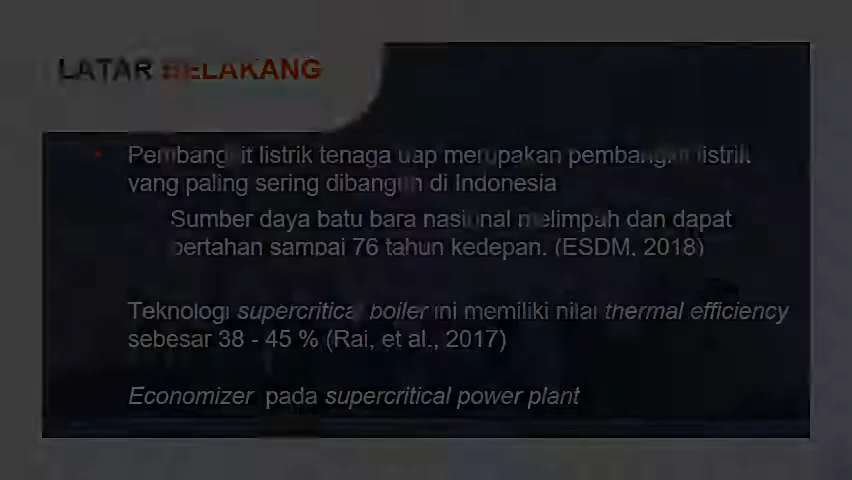 LATAR BELAKANG
Pembangkit listrik tenaga uap merupakan pembangkit listrik
yang paling sering dibangun di Indonesia
Sumber daya batu bara nasional melimpah dan dapat
bertahan sampai 76 tahun kedepan. (ESDM, 2018)
Teknologi supercritical boiler ini memiliki nilai thermal efficiency
sebesar 38 - 45 % (Rai, et al., 2017)
Economizer pada supercritical power plant